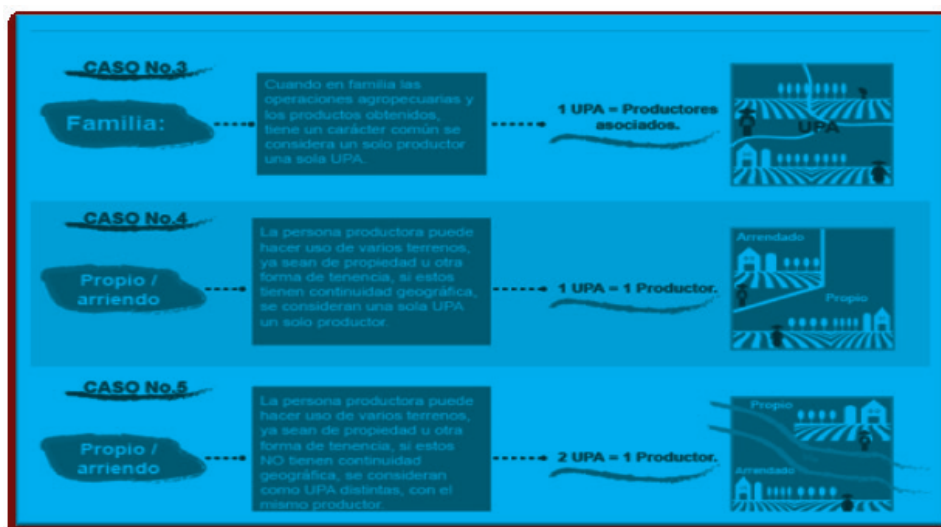 CASO No.3
Familia:
Cuando en familia las
operaciones agropecuarias y
los productos obtenidos,
tiene un carácter común se
considera un solo productor
una sola UPA.
1 UPA = Productores
asociados.
UPA
CASO No.4
Propio /
arriendo
La persona productora puede
hacer uso de varios terrenos,
ya sean de propiedad u otra
forma de tenencia, si estos
tienen continuidad geográfica,
se consideran una sola UPA
un solo productor.
1 UPA = 1 Productor.
Arrendado
Propio
CASO No.5
Propio /
arriendo
La persona productora puede
hacer uso de varios terrenos,
ya sean de propiedad u otra
forma de tenencia, si estos
NO tienen continuidad
geográfica, se consideran
como UPA distintas, con el
mismo productor.
2 UPA = 1 Productor.
Propio
Arrendado